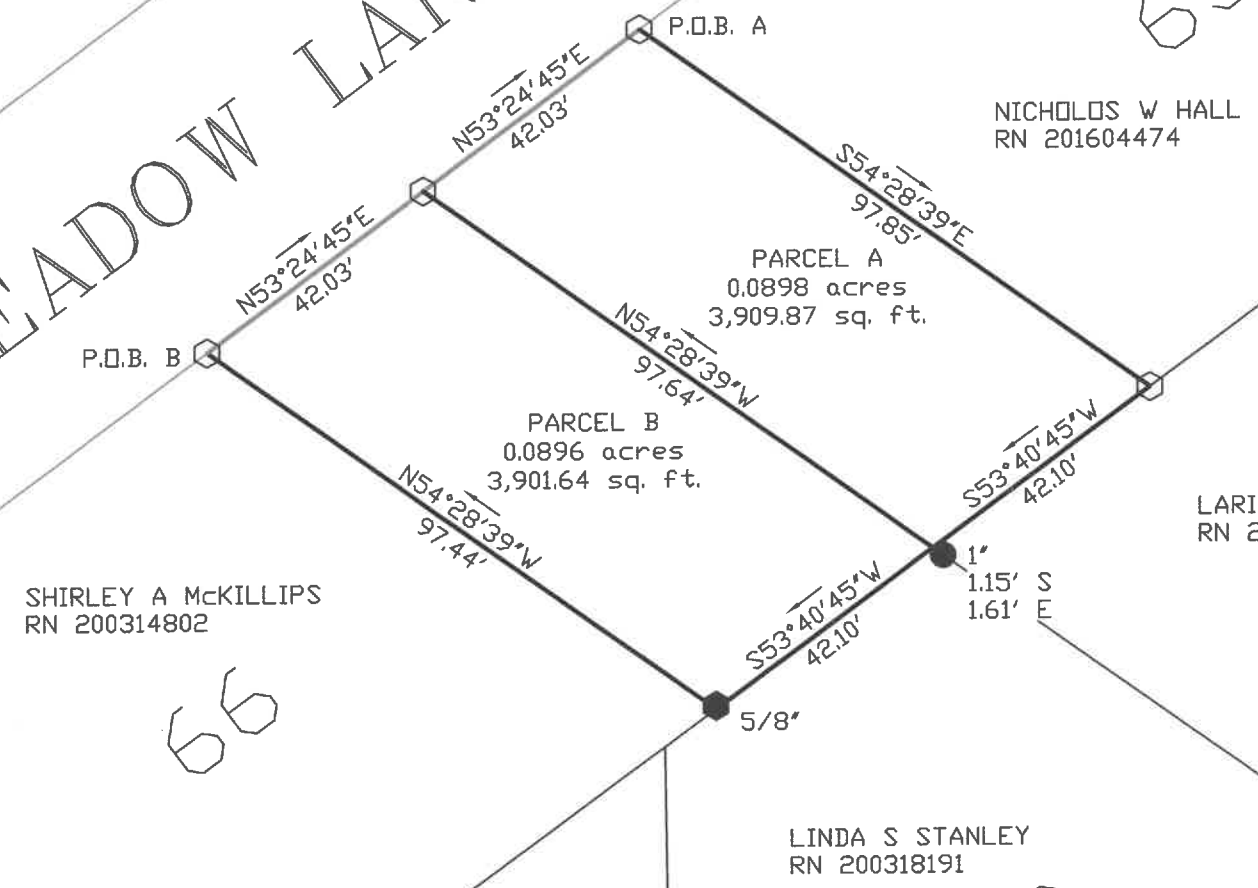 P.O.B. A
N53°24'45"E
42.03'
NICHOLOS W HALL
RN 201604474
S54°28'39"E
97.85'
PARCEL A
0.0898 acres
3,909.87 sq. ft.
N53°24'45"E
42.03'
P.O.B. B
N54°28'39"W
97.64'
PARCEL B
0.0896 acres
3,901.64 sq. ft.
S53°40'45"W
42.10'
N54°28'39"W
97.44'
1"
1.15' S
1.61' E
S53°40'45"W
42.10'
SHIRLEY A McKILLIPS
RN 200314802
66
5/8"
LINDA S STANLEY
RN 200318191